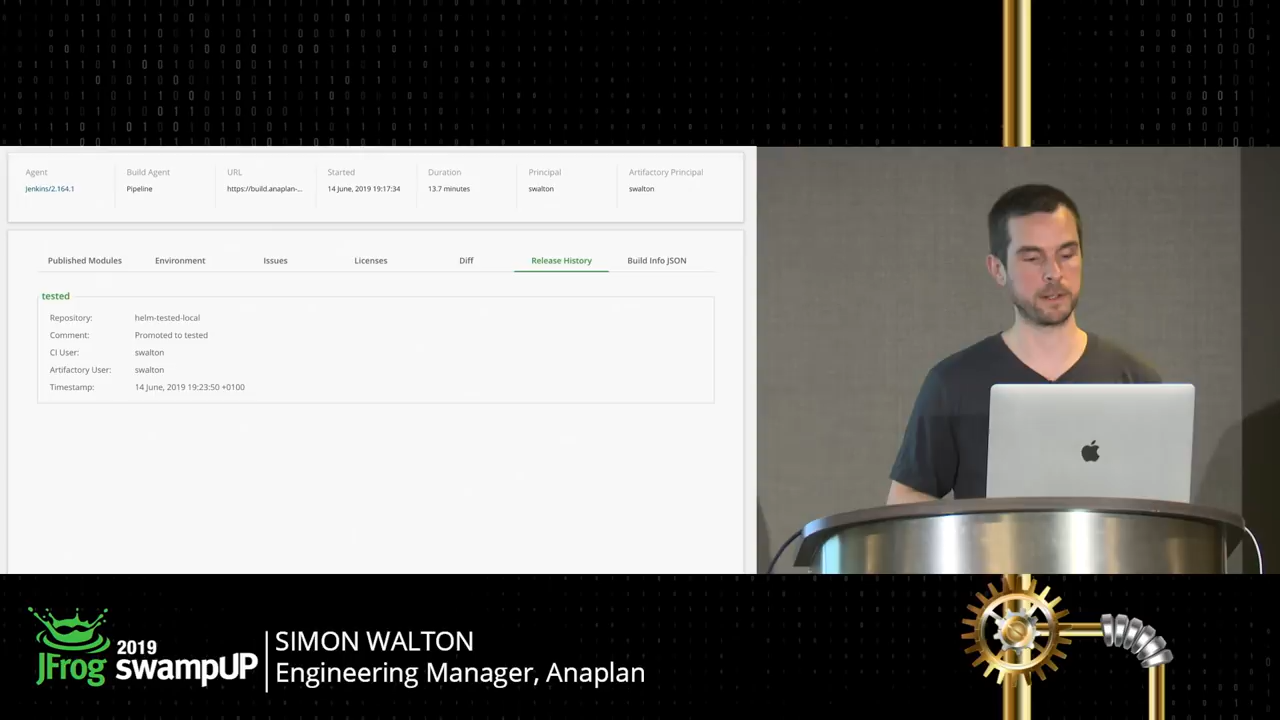 Agent Build Agent URL Started Duration Principal Artifactory Principal
Jenkins/2.164.1 Pipeline https://build.anaplan-... 14 June, 2019 19:17:34 13.7 minutes swalton swalton
Published Modules Environment Issues Licenses Diff Release History Build Info JSON
tested
Repository: helm-tested-local
Comment: Promoted to tested
CI User: swalton
Artifactory User: swalton
Timestamp: 14 June, 2019 19:23:50 +0100
JFrog 2019 swampUP
SIMON WALTON
Engineering Manager, Anaplan